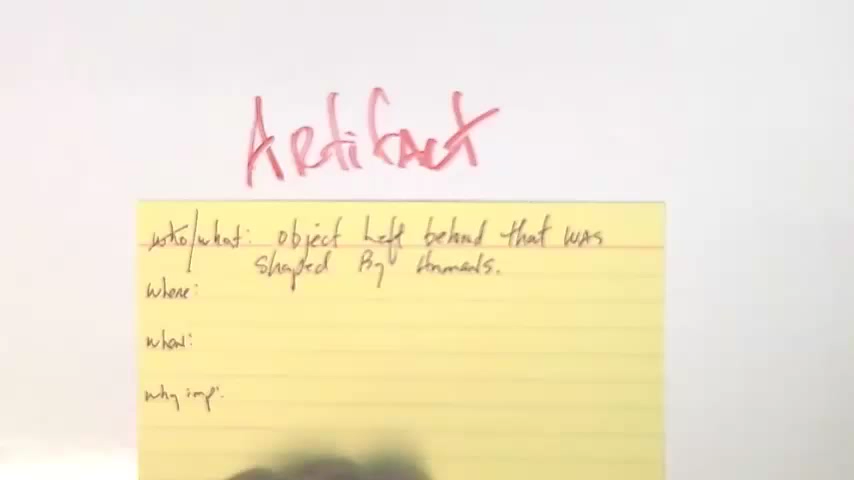 Artifact
who/what: object left behind that was
shaped By Humans.
where:
when:
why imp: